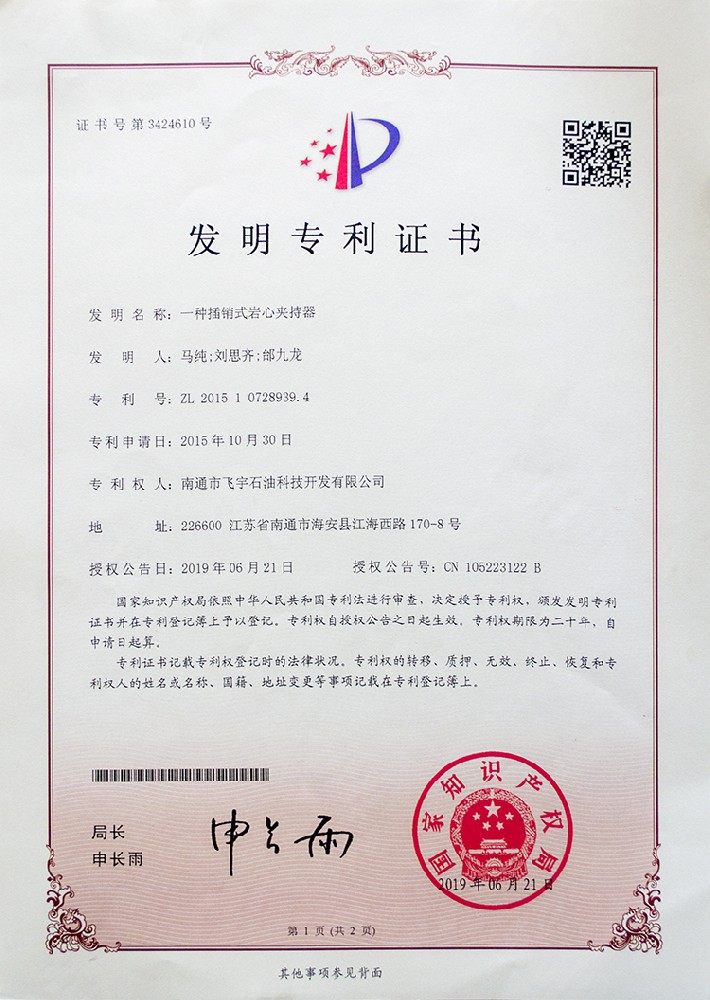 证书号第3424610号
发明专利证书
发明名称：一种插销式岩心夹持器
发明人：马纯;刘思齐;邰九龙
专利号：ZL 2015 1 0728939.4
专利申请日：2015年10月30日
专利权人：南通市飞宇石油科技开发有限公司
地址：226600 江苏省南通市海安县江海西路170-8号
授权公告日：2019年06月21日 授权公告号：CN 105223122 B
国家知识产权局依照中华人民共和国专利法进行审查，决定授予专利权，颁发发明专利
证书并在专利登记簿上予以登记。专利权自授权公告之日起生效。专利权期限为二十年，自
申请日起算。
专利证书记载专利权登记时的法律状况。专利权的转移、质押、无效、终止、恢复和专
利权人的姓名或名称、国籍、地址变更等事项记载在专利登记簿上。
局长
申长雨
申长雨
国家知识产权局
2019年06月21日
第1页(共2页)
其他事项参见背面